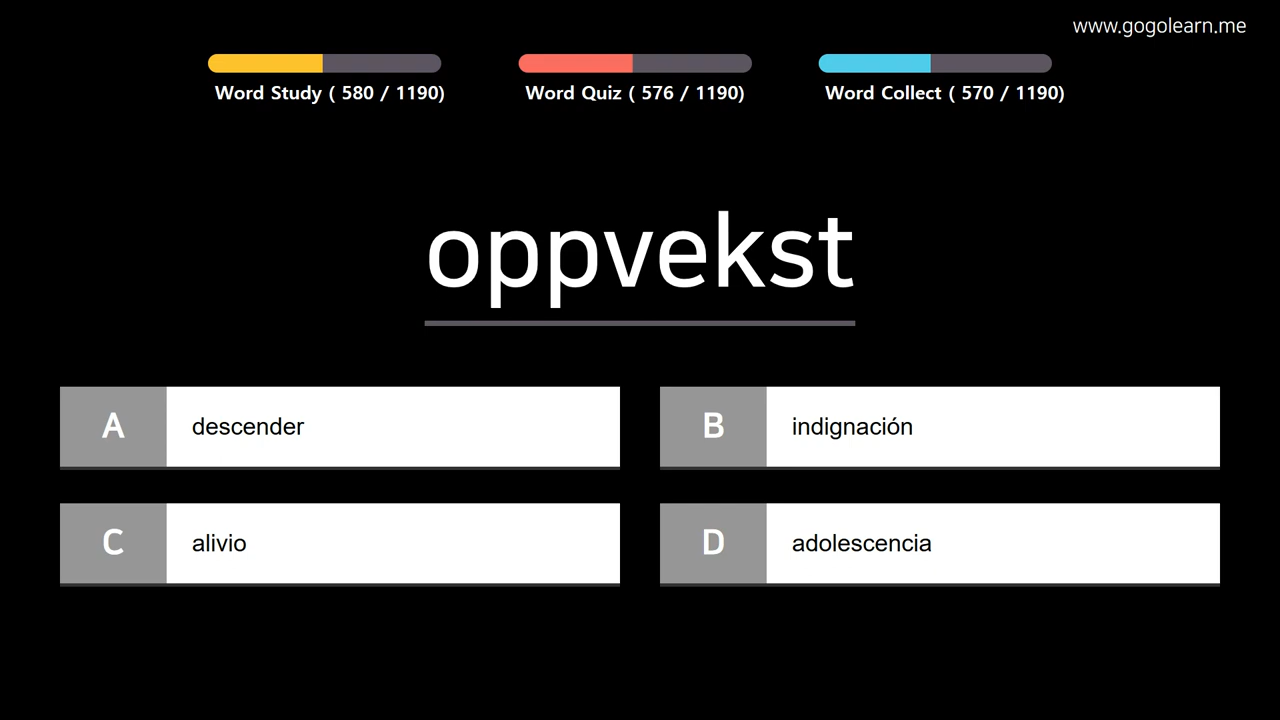 www.gogolearn.me
Word Study ( 580 / 1190)
Word Quiz ( 576 / 1190)
Word Collect ( 570 / 1190)
oppvekst
A descender
B indignación
C alivio
D adolescencia